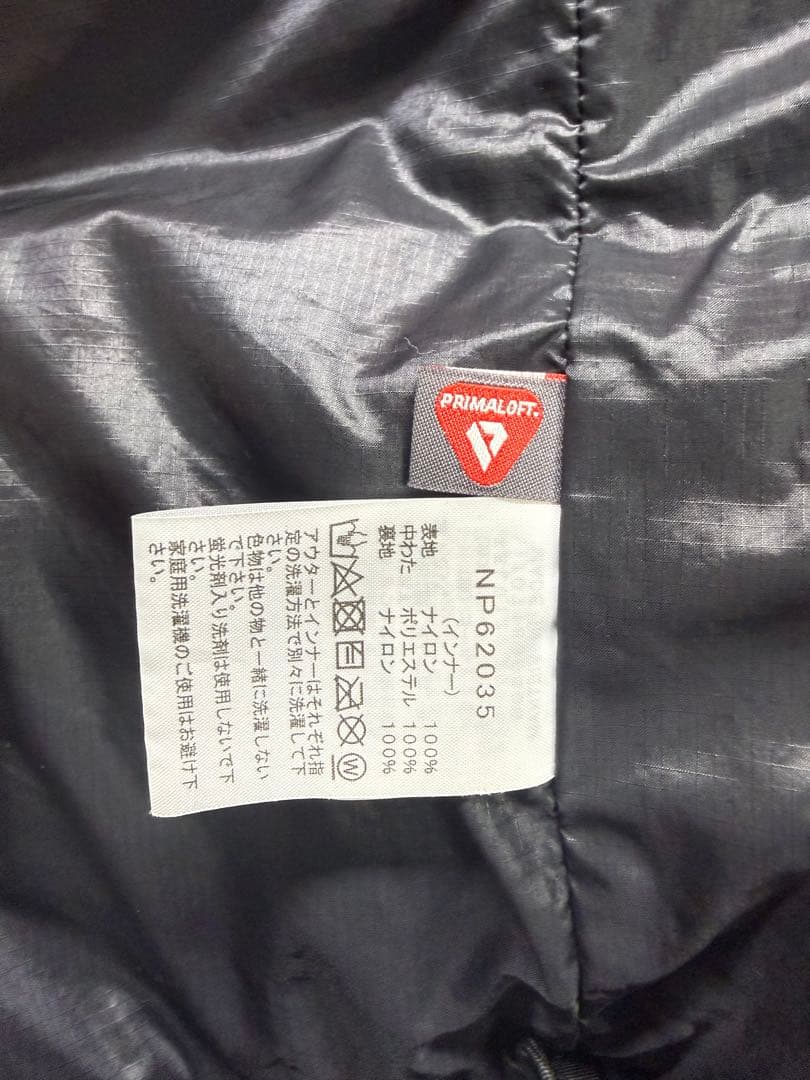 PRIMALOFT.
NP62035
(インナー)
表地 ナイロン 100%
中わた ポリエステル 100%
裏地 ナイロン 100%
W
アウターとインナーはそれぞれ指
定の洗濯方法で別々に洗濯して下
さい。
色物は他の物と一緒に洗濯しない
で下さい。
蛍光剤入り洗剤は使用しないで下
さい。
家庭用洗濯機のご使用はお避け下
さい。